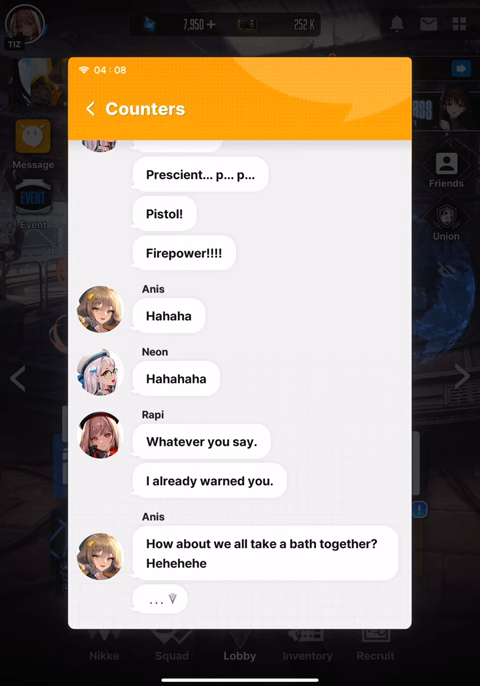 TIZ
7,950 +
252 K
04 : 08
Counters
Message
EVENT
Event
Friends
Union
Prescient... p... p...
Pistol!
Firepower!!!!
Anis
Hahaha
Neon
Hahahaha
Rapi
Whatever you say.
I already warned you.
Anis
How about we all take a bath together?
Hehehehe
...
Nikke
Squad
Lobby
Inventory
Recruit